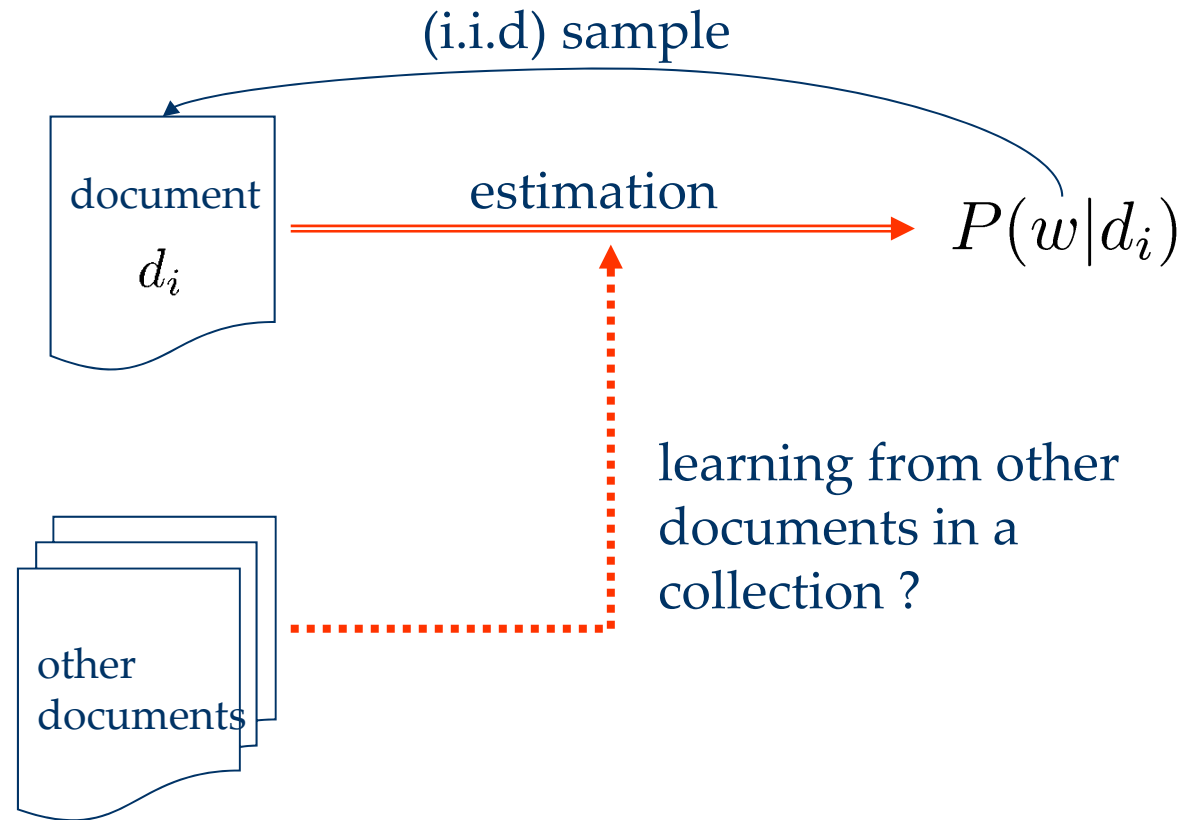 (i.i.d) sample
document
d_i
estimation
P(w|d_i)
learning from other
documents in a
collection ?
other
documents